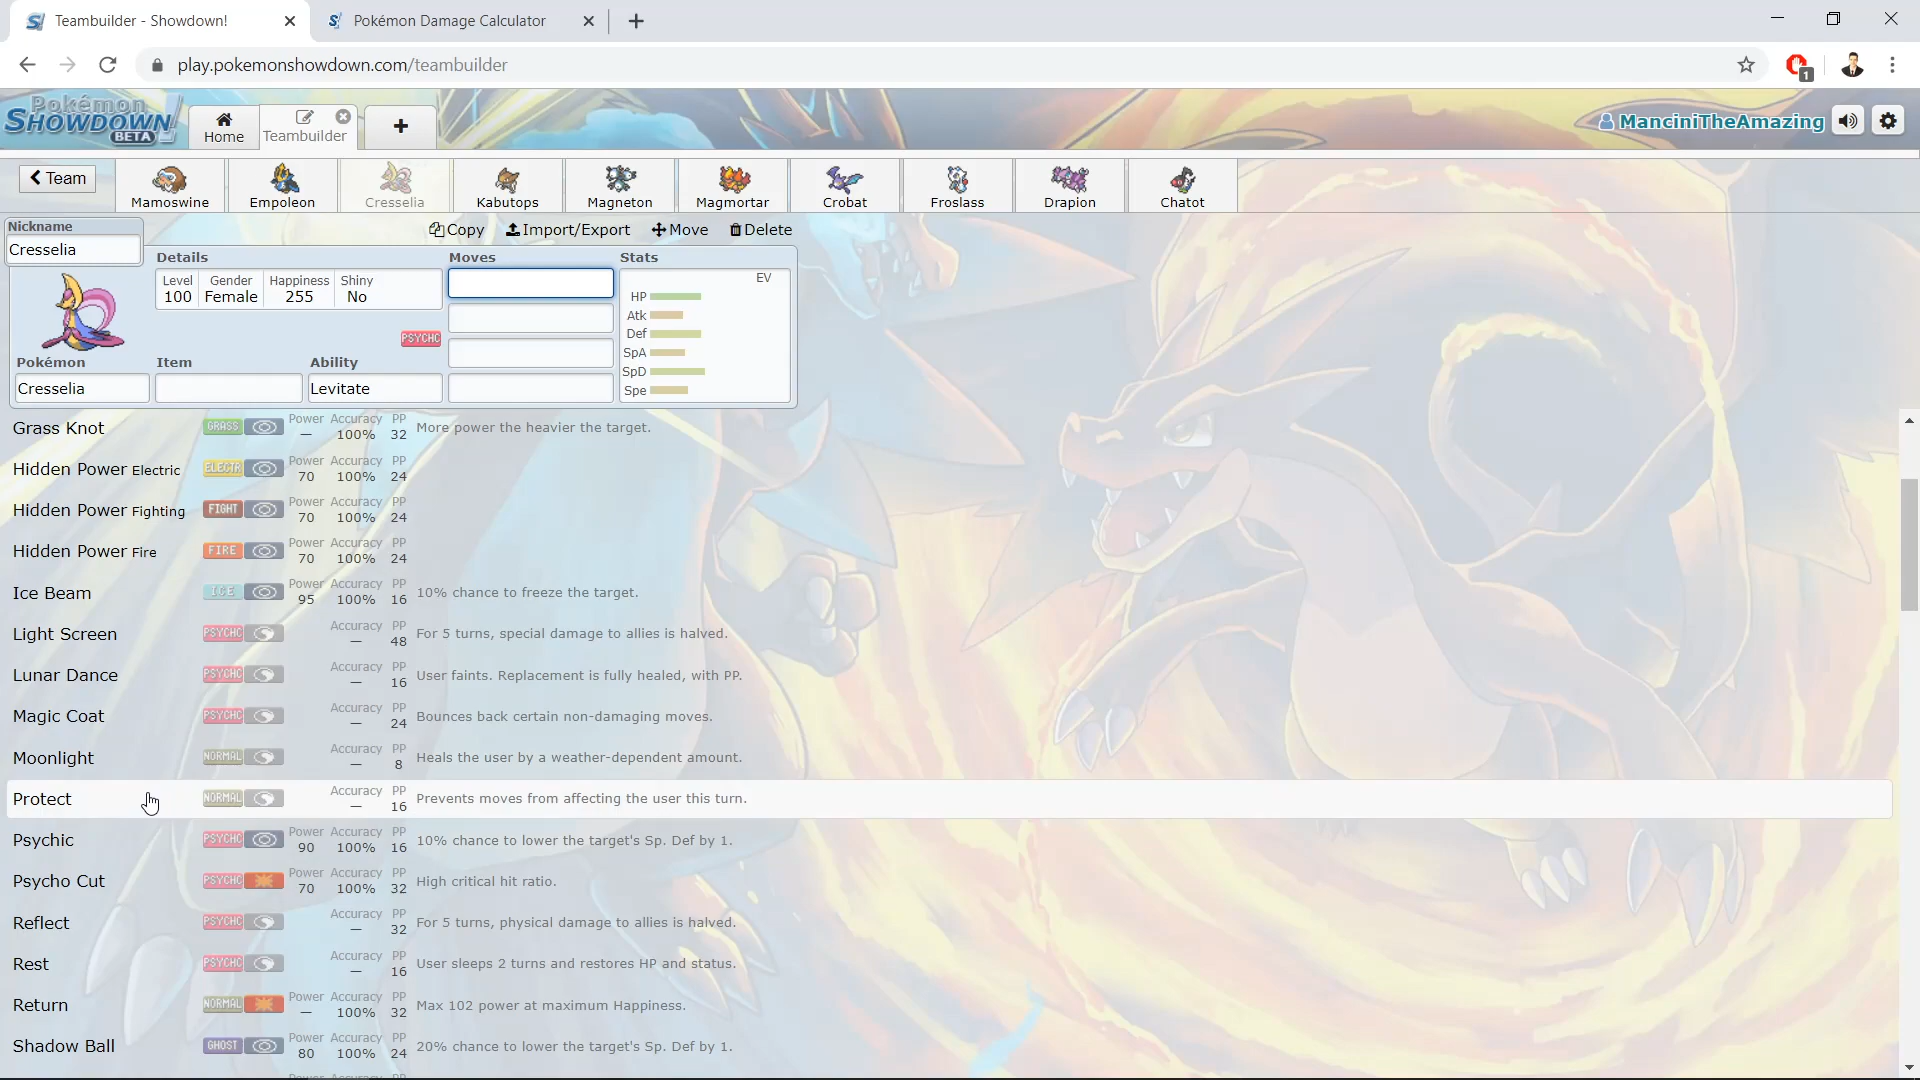 Teambuilder - Showdown!
Pokémon Damage Calculator
play.pokemonshowdown.com/teambuilder
1
Pokémon
SHOWDOWN
BETA
Home
Teambuilder
+
ManciniTheAmazing
Team
Mamoswine
Empoleon
Cresselia
Kabutops
Magneton
Magmortar
Crobat
Froslass
Drapion
Chatot
Nickname
Cresselia
Copy Import/Export Move Delete
Details
Level Gender Happiness Shiny
100 Female 255 No
PSYCHC
Pokémon Item Ability
Cresselia
Levitate
Moves
Stats
EV
HP
Atk
Def
SpA
SpD
Spe
Grass Knot GRASS Power — Accuracy 100% PP 32 More power the heavier the target.
Hidden Power Electric ELECTR Power 70 Accuracy 100% PP 24
Hidden Power Fighting FIGHT Power 70 Accuracy 100% PP 24
Hidden Power Fire FIRE Power 70 Accuracy 100% PP 24
Ice Beam ICE Power 95 Accuracy 100% PP 16 10% chance to freeze the target.
Light Screen PSYCHC Accuracy — PP 48 For 5 turns, special damage to allies is halved.
Lunar Dance PSYCHC Accuracy — PP 16 User faints. Replacement is fully healed, with PP.
Magic Coat PSYCHC Accuracy — PP 24 Bounces back certain non-damaging moves.
Moonlight NORMAL Accuracy — PP 8 Heals the user by a weather-dependent amount.
Protect NORMAL Accuracy — PP 16 Prevents moves from affecting the user this turn.
Psychic PSYCHC Power 90 Accuracy 100% PP 16 10% chance to lower the target's Sp. Def by 1.
Psycho Cut PSYCHC Power 70 Accuracy 100% PP 32 High critical hit ratio.
Reflect PSYCHC Accuracy — PP 32 For 5 turns, physical damage to allies is halved.
Rest PSYCHC Accuracy — PP 16 User sleeps 2 turns and restores HP and status.
Return NORMAL Power — Accuracy 100% PP 32 Max 102 power at maximum Happiness.
Shadow Ball GHOST Power 80 Accuracy 100% PP 24 20% chance to lower the target's Sp. Def by 1.
Power Accuracy PP